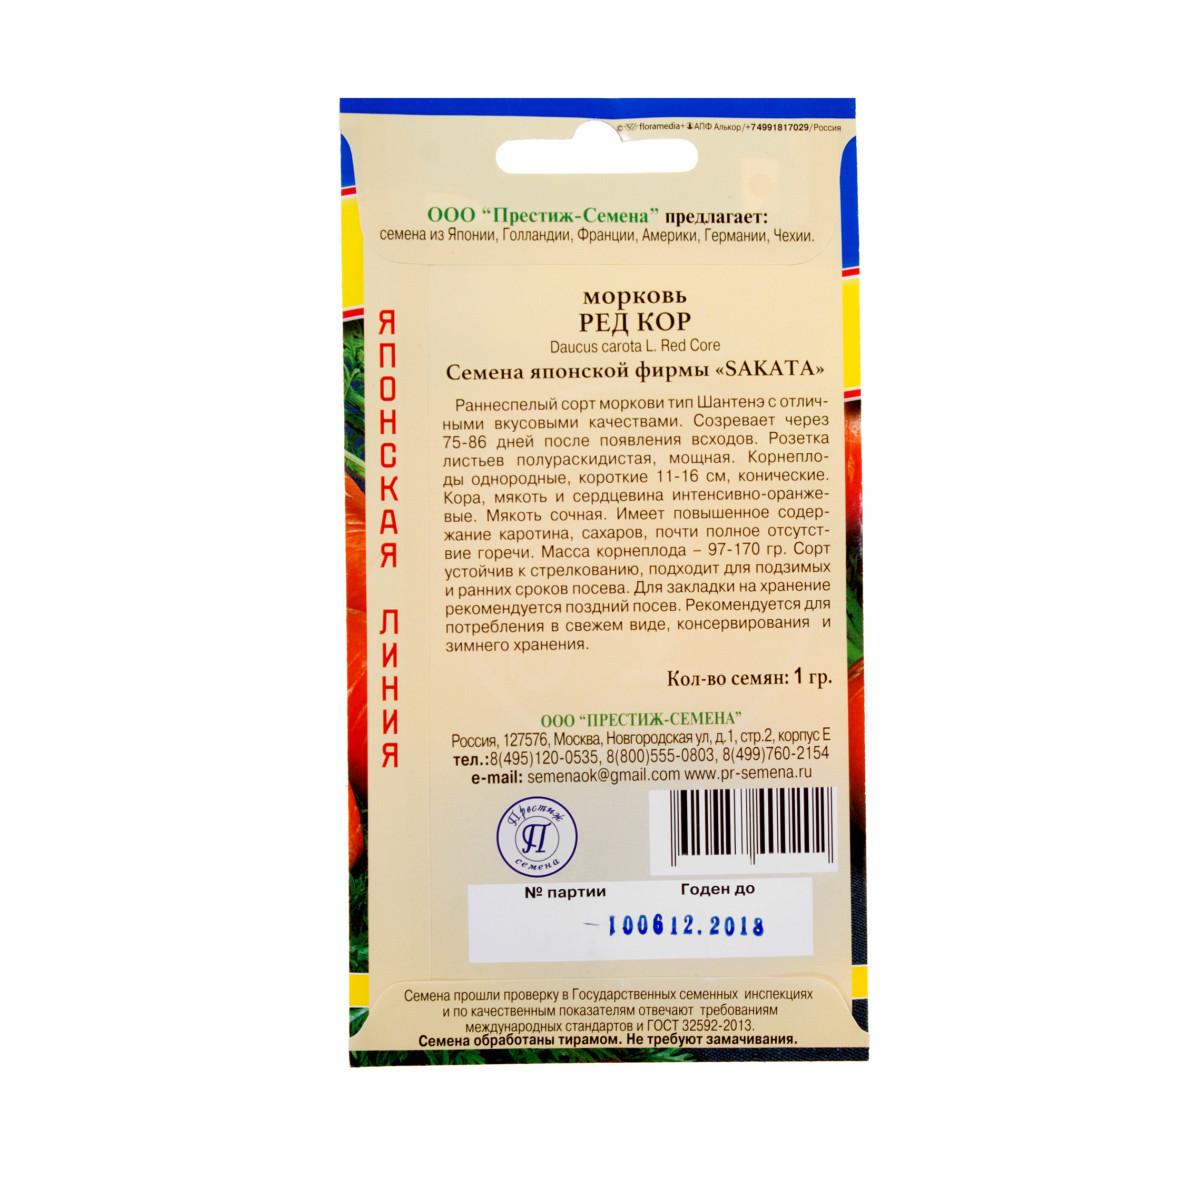 © floramedia+ АПФ Алькор/+74991817029/Россия
ООО “Престиж-Семена” предлагает:
семена из Японии, Голландии, Франции, Америки, Германии, Чехии.
ЯПОНСКАЯ ЛИНИЯ
морковь
РЕД КОР
Daucus carota L. Red Core
Семена японской фирмы «SAKATA»
Раннеспелый сорт моркови тип Шантенэ с отлич-
ными вкусовыми качествами. Созревает через
75-86 дней после появления всходов. Розетка
листьев полураскидистая, мощная. Корнепло-
ды однородные, короткие 11-16 см, конические.
Кора, мякоть и сердцевина интенсивно-оранже-
вые. Мякоть сочная. Имеет повышенное содер-
жание каротина, сахаров, почти полное отсутст-
вие горечи. Масса корнеплода – 97-170 гр. Сорт
устойчив к стрелкованию, подходит для подзимых
и ранних сроков посева. Для закладки на хранение
рекомендуется поздний посев. Рекомендуется для
потребления в свежем виде, консервирования и
зимнего хранения.
Кол-во семян: 1 гр.
ООО “ПРЕСТИЖ-СЕМЕНА”
Россия, 127576, Москва, Новгородская ул, д.1, стр.2, корпус Е
тел.:8(495)120-0535, 8(800)555-0803, 8(499)760-2154
e-mail: semenaok@gmail.com www.pr-semena.ru
Престиж
П
семена
№ партии Годен до
-100612.2018
Семена прошли проверку в Государственных семенных инспекциях
и по качественным показателям отвечают требованиям
международных стандартов и ГОСТ 32592-2013.
Семена обработаны тирамом. Не требуют замачивания.